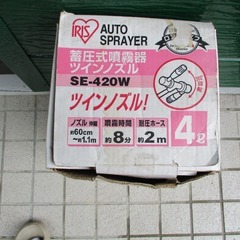 IRIS
AUTO
SPRAYER
蓄圧式噴霧器
ツインノズル
SE-420W
ツインノズル!
ノズル 伸縮
約60cm
〜約1.1m
噴霧時間
約8分
耐圧ホース
約2m
4ℓ